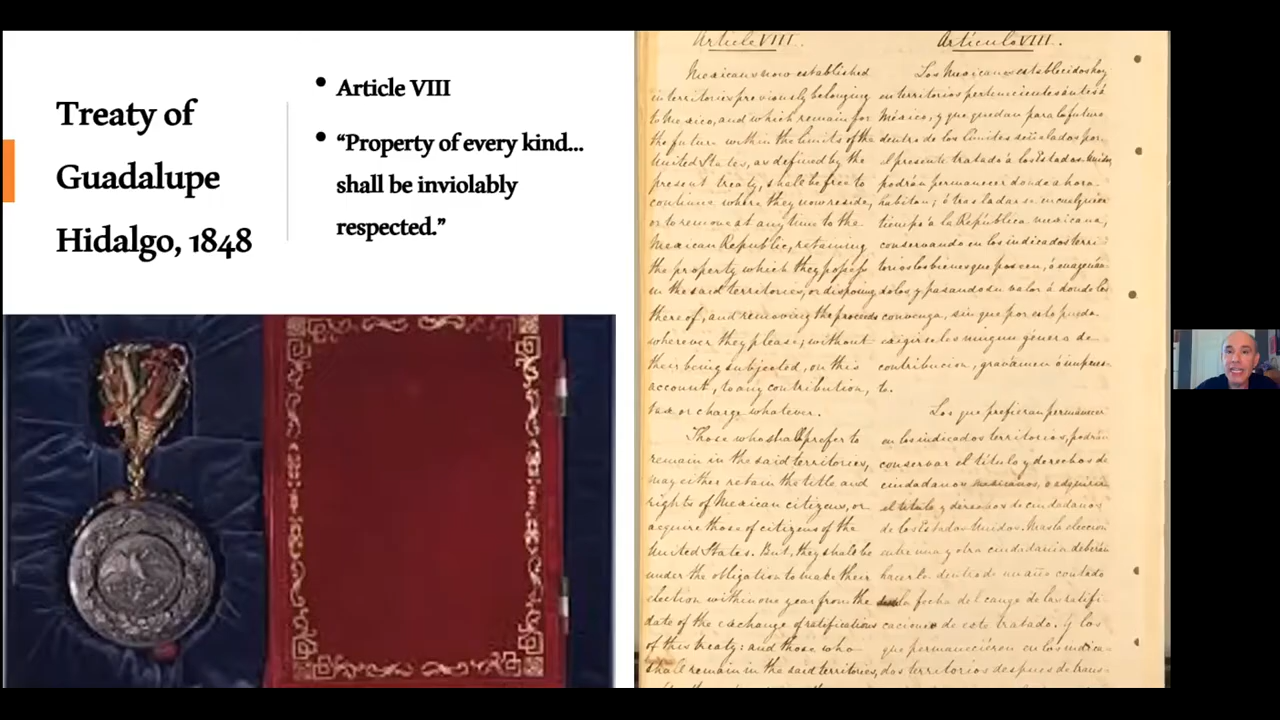 Treaty of
Guadalupe
Hidalgo, 1848
• Article VIII
• “Property of every kind...
shall be inviolably
respected.”
Article VIII.
Mexicans now established
in territories previously belonging
to Mexico, and which remain for
the future within the limits of the
United States, as defined by the
present treaty, shall be free to
continue where they now reside,
or to remove at any time to the
Mexican Republic, retaining
the property which they possess
in the said territories, or disposing
thereof, and removing the proceeds
wherever they please; without
their being subjected, on this
account, to any contribution,
tax or charge whatever.
Those who shall prefer to
remain in the said territories,
may either retain the title and
rights of Mexican citizens, or
acquire those of citizens of the
United States. But, they shall be
under the obligation to make their
election within one year from the
date of the exchange of ratifications
of this treaty: and those who
shall remain in the said territories,
Artículo VIII.
Los Mexicanos establecidos hoy
en territorios pertenecientes antes á
México, y que quedan para lo futuro
dentro de los límites señalados por
el presente tratado á los Estados Unidos,
podrán permanecer donde ahora
habitan; ó trasladarse en cualquier
tiempo á la República mexicana,
conservando en los indicados terri
torios los bienes que poseen, ó enagenán
dolos y pasando su valor á donde les
convenga, sin que por esto pueda
exigírseles ningun género de
contribucion, gravámen ó impues
to.
Los que prefieran permanecer
en los indicados territorios, podrán
conservar el título y derechos de
ciudadanos mexicanos, ó adquirir
el título y derechos de ciudadanos
de los Estados Unidos. Mas la eleccion
entre una y otra ciudadanía deberán
hacerla dentro de un año contado
la fecha del cange de las ratifi
caciones de este tratado. Y los
que permanecieren en los indica
dos territorios despues de trans